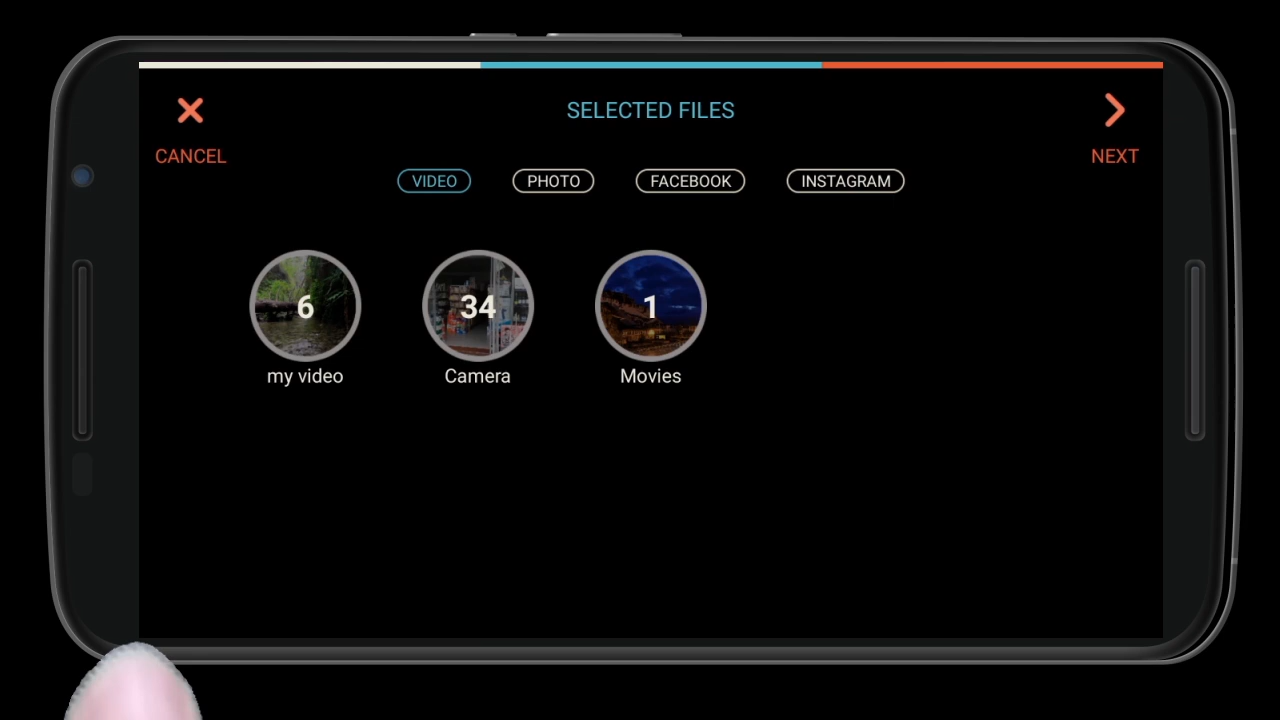 SELECTED FILES
CANCEL
NEXT
VIDEO
PHOTO
FACEBOOK
INSTAGRAM
6
34
1
my video
Camera
Movies